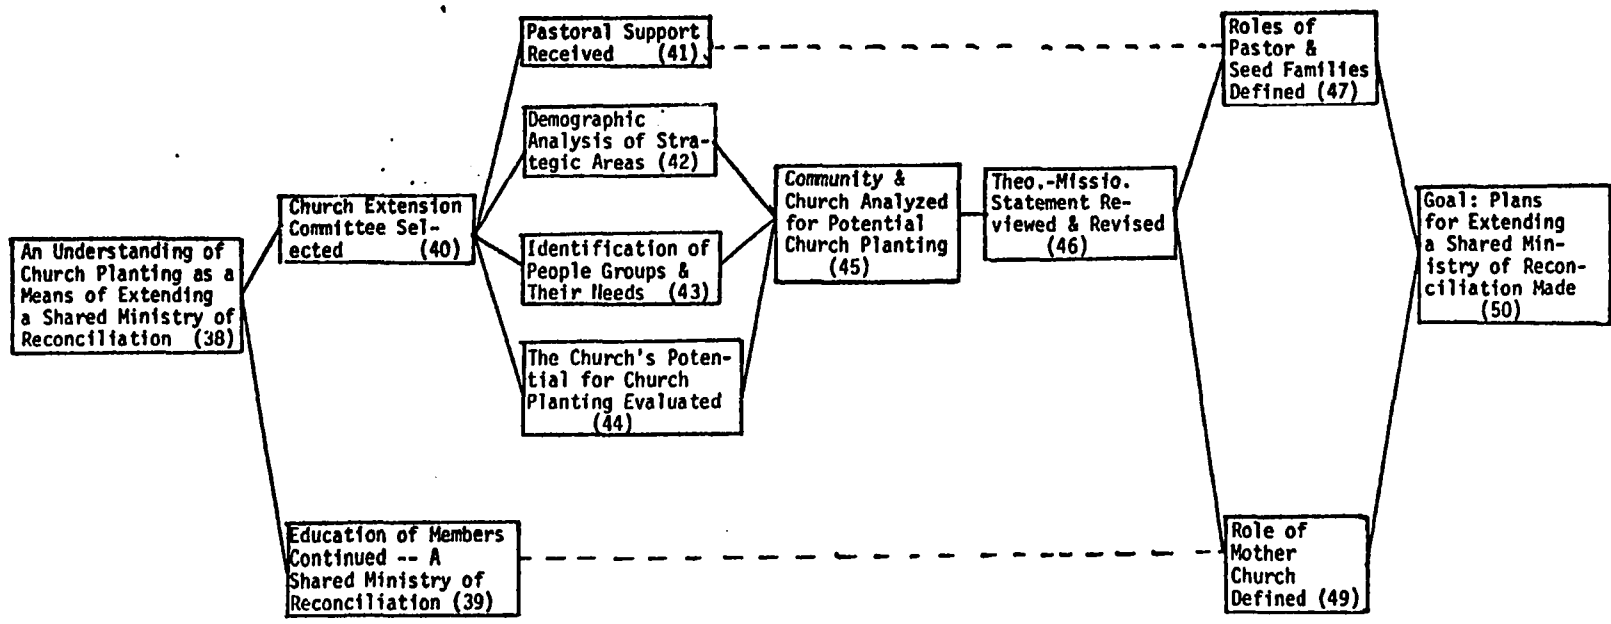 An Understanding of
Church Planting as a
Means of Extending
a Shared Ministry of
Reconciliation (38)
Church Extension
Committee Sel-
ected (40)
Education of Members
Continued -- A
Shared Ministry of
Reconciliation (39)
Pastoral Support
Received (41)
Demographic
Analysis of Stra-
tegic Areas (42)
Identification of
People Groups &
Their Needs (43)
The Church's Poten-
tial for Church
Planting Evaluated
(44)
Community &
Church Analyzed
for Potential
Church Planting
(45)
Theo.-Missio.
Statement Re-
viewed & Revised
(46)
Roles of
Pastor &
Seed Families
Defined (47)
Role of
Mother
Church
Defined (49)
Goal: Plans
for Extending
a Shared Min-
istry of Recon-
ciliation Made
(50)